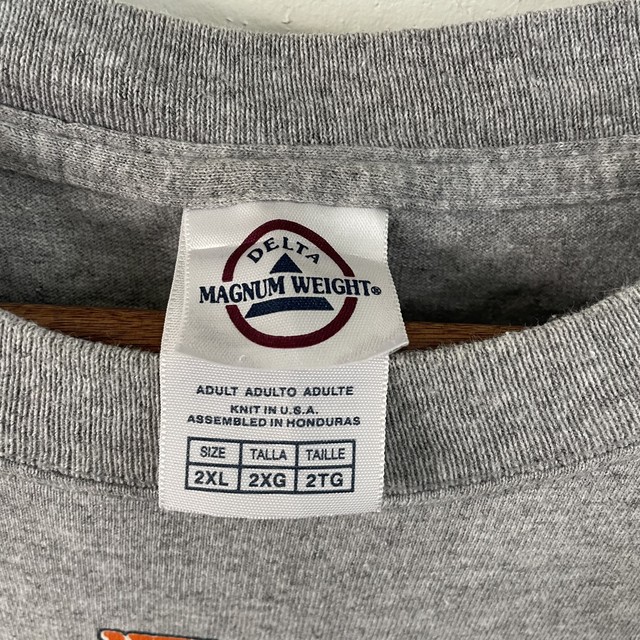 DELTA
MAGNUM WEIGHT®
ADULT ADULTO ADULTE
KNIT IN U.S.A.
ASSEMBLED IN HONDURAS
SIZE TALLA TAILLE
2XL 2XG 2TG